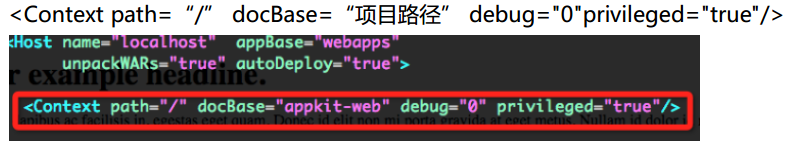 <Context path=“/” docBase=“项目路径” debug="0"privileged="true"/>
<Host name="localhost" appBase="webapps"
unpackWARs="true" autoDeploy="true">
r example headline.
<Context path="/" docBase="appkit-web" debug="0" privileged="true"/>